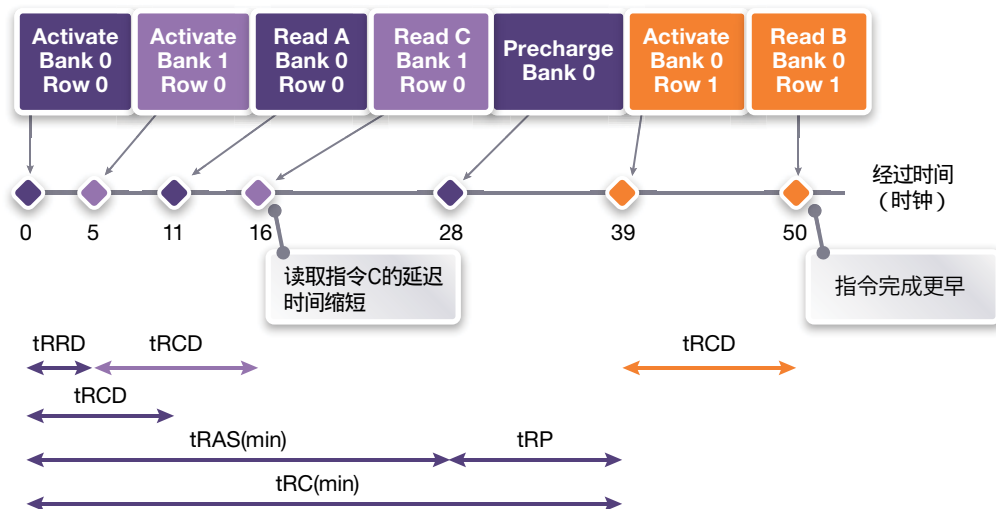 Activate
Bank 0
Row 0
Activate
Bank 1
Row 0
Read A
Bank 0
Row 0
Read C
Bank 1
Row 0
Precharge
Bank 0
Activate
Bank 0
Row 1
Read B
Bank 0
Row 1
经过时间
（时钟）
0 5 11 16 28 39 50
读取指令C的延迟
时间缩短
指令完成更早
tRRD tRCD tRCD
tRCD
tRAS(min) tRP
tRC(min)